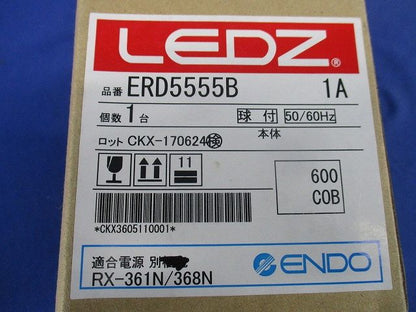 LEDZ®
品番 ERD5555B 1A
個数 1台 球付 50/60Hz
ロット CKX-170624 検 本体
11
600
COB
*CKX3605110001*
適合電源 別
ENDO
RX-361N/368N